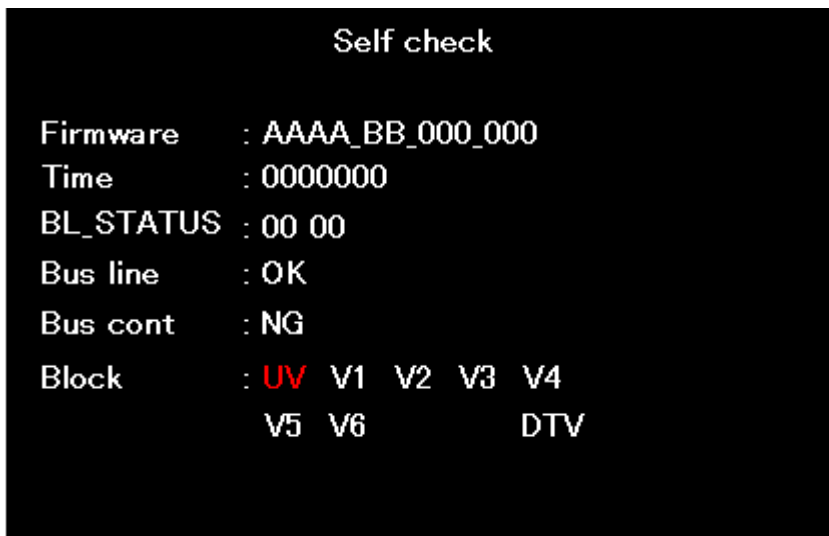 Self check
Firmware : AAAA_BB_000_000
Time : 0000000
BL_STATUS : 00 00
Bus line : OK
Bus cont : NG
Block : UV V1 V2 V3 V4
V5 V6 DTV